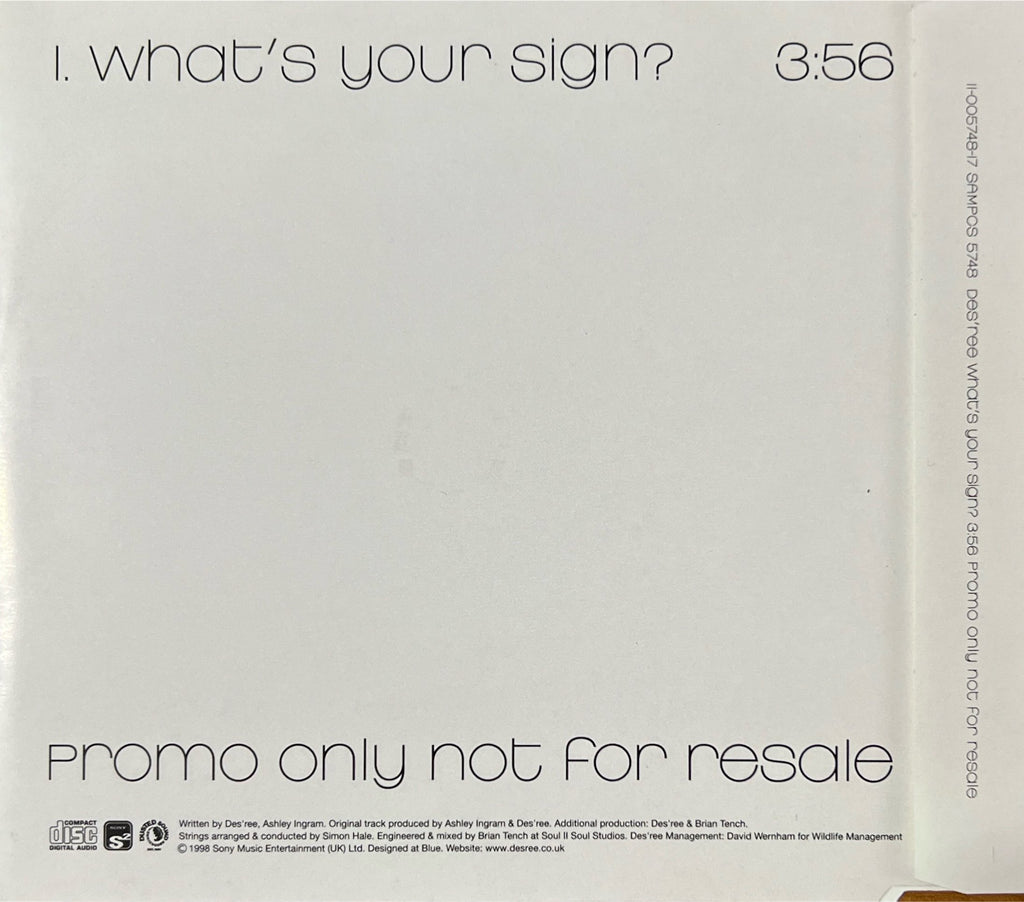 1. what's your sign? 3:56
Promo only not for resale
COMPACT
disc
DIGITAL AUDIO
SONY
S2
DUSTED SOUND
Written by Des'ree, Ashley Ingram. Original track produced by Ashley Ingram & Des'ree. Additional production: Des'ree & Brian Tench.
Strings arranged & conducted by Simon Hale. Engineered & mixed by Brian Tench at Soul II Soul Studios. Des'ree Management: David Wernham for Wildlife Management
© 1998 Sony Music Entertainment (UK) Ltd. Designed at Blue. Website: www.desree.co.uk
11-005748-17 SAMPOS 5748 Des'ree what's your sign? 3:56 Promo only not for resale